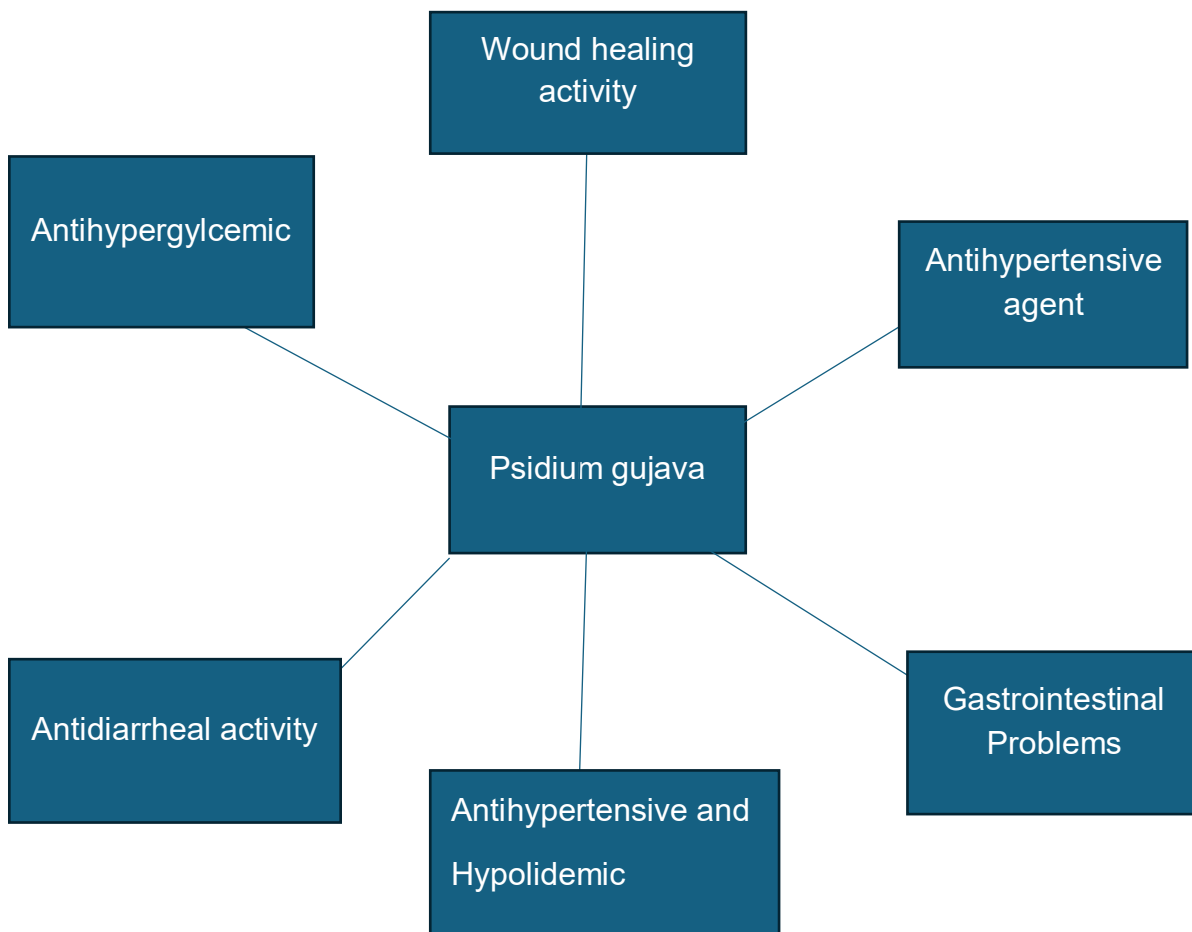 Wound healing
activity
Antihypergylcemic
Antihypertensive
agent
Psidium gujava
Antidiarrheal activity
Gastrointestinal
Problems
Antihypertensive and
Hypolidemic